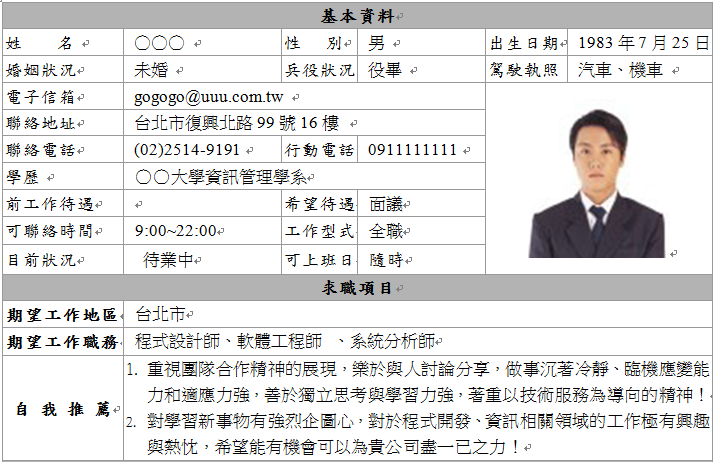 基本資料
姓 名 ○○○ 性 別 男 出生日期 1983 年 7 月 25 日
婚姻狀況 未婚 兵役狀況 役畢 駕駛執照 汽車、機車
電子信箱 gogogo@uuu.com.tw
聯絡地址 台北市復興北路 99 號 16 樓
聯絡電話 (02)2514-9191 行動電話 0911111111
學歷 ○○大學資訊管理學系
前工作待遇 希望待遇 面議
可聯絡時間 9:00~22:00 工作型式 全職
目前狀況 待業中 可上班日 隨時
求職項目
期望工作地區 台北市
期望工作職務 程式設計師、軟體工程師 、系統分析師
自我推薦
1. 重視團隊合作精神的展現，樂於與人討論分享，做事沉著冷靜、臨機應變能
力和適應力強，善於獨立思考與學習力強，著重以技術服務為導向的精神！
2. 對學習新事物有強烈企圖心，對於程式開發、資訊相關領域的工作極有興趣
與熱忱，希望能有機會可以為貴公司盡一己之力！